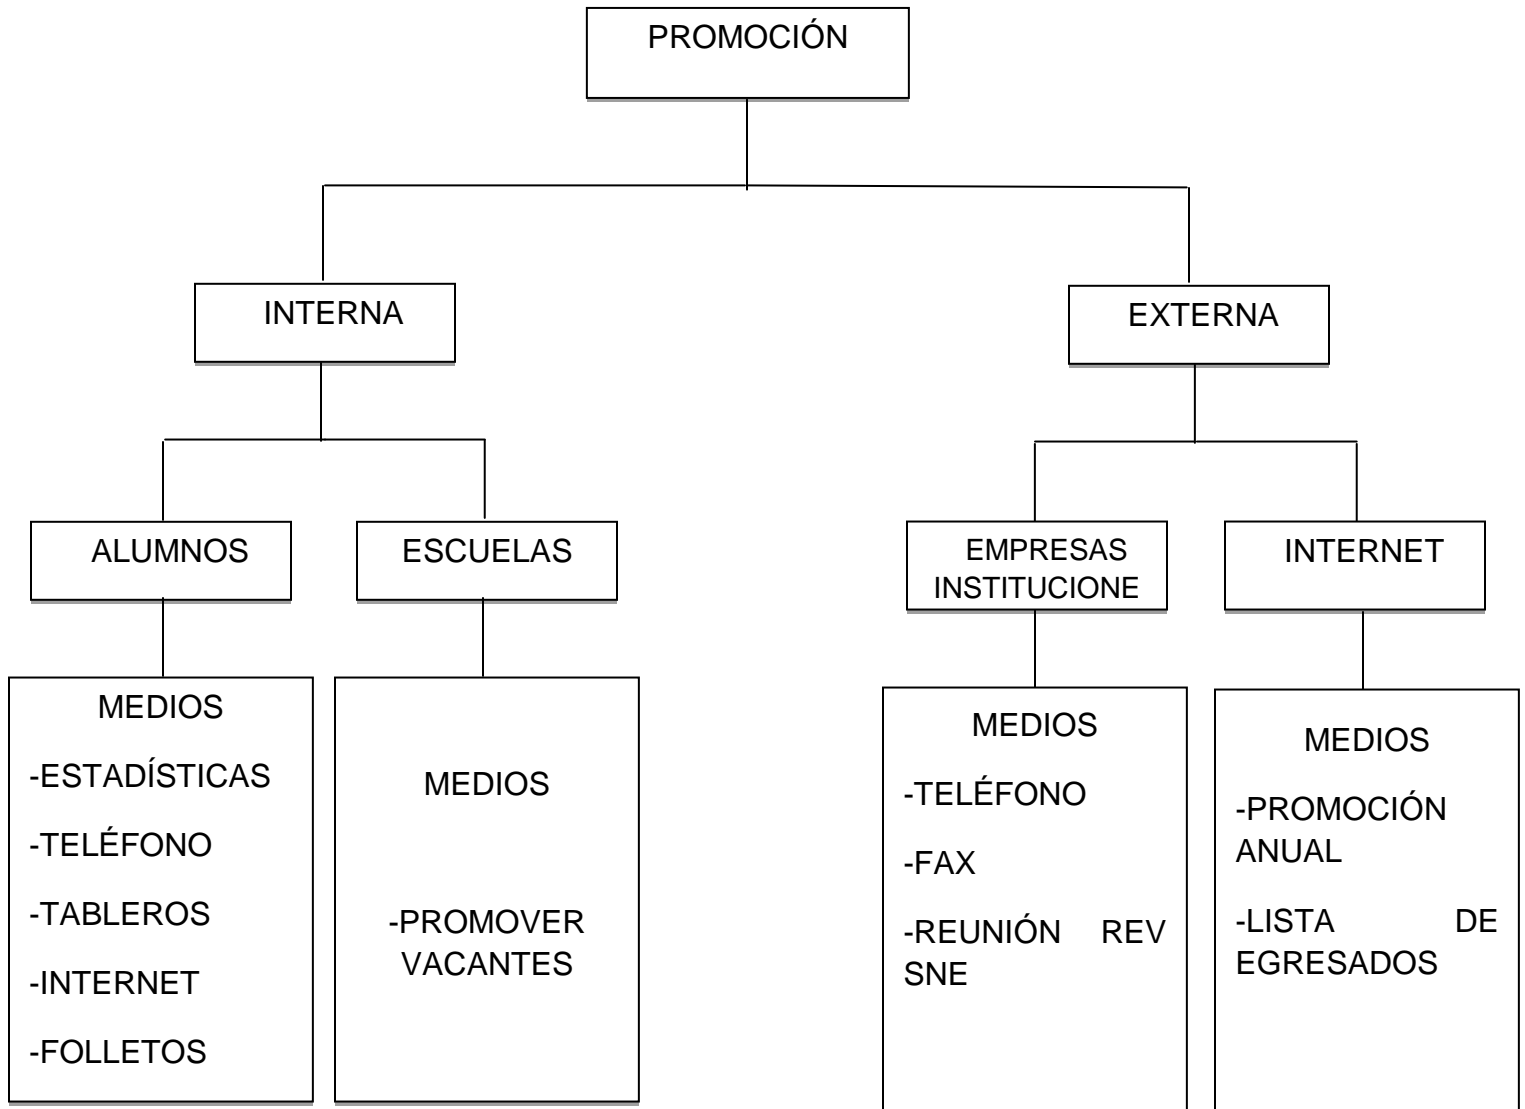 PROMOCIÓN
INTERNA
EXTERNA
ALUMNOS
ESCUELAS
EMPRESAS
INSTITUCIONE
INTERNET
MEDIOS
-ESTADÍSTICAS
-TELÉFONO
-TABLEROS
-INTERNET
-FOLLETOS
MEDIOS
-PROMOVER
VACANTES
MEDIOS
-TELÉFONO
-FAX
-REUNIÓN REV
SNE
MEDIOS
-PROMOCIÓN
ANUAL
-LISTA DE
EGRESADOS